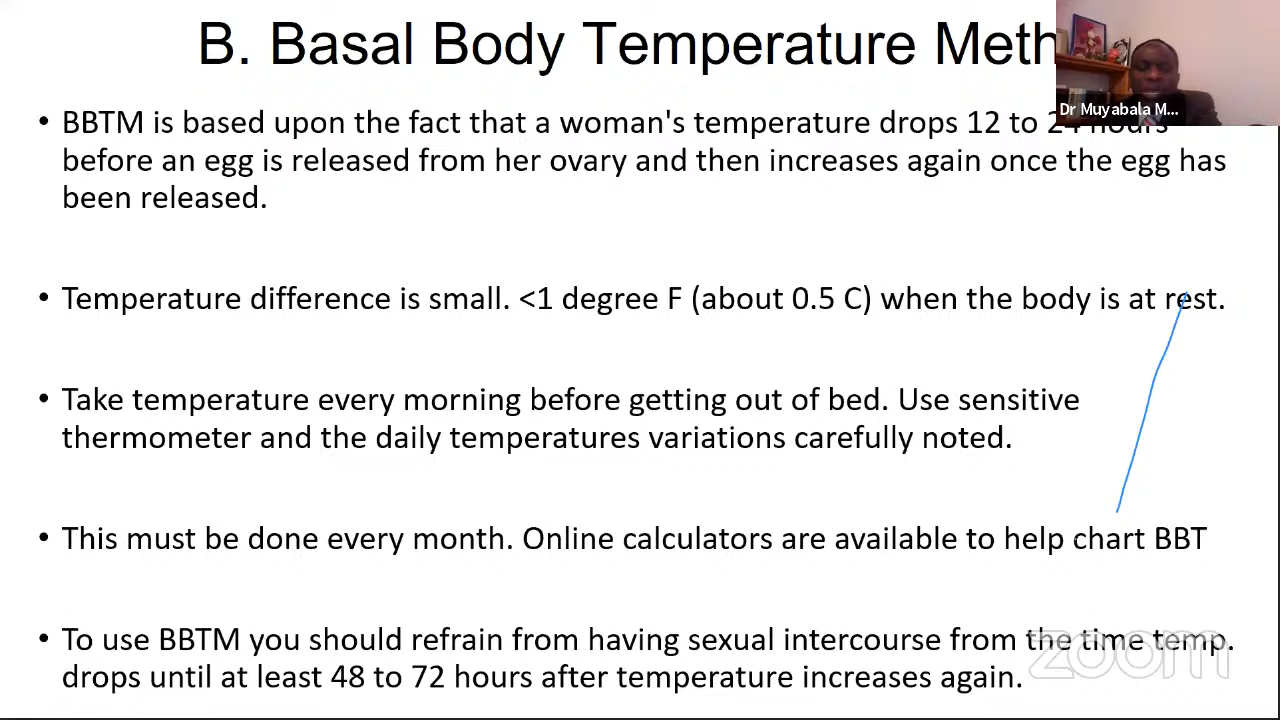 B. Basal Body Temperature Meth
Dr Muyabala M...
• BBTM is based upon the fact that a woman's temperature drops 12 to 24 hours
before an egg is released from her ovary and then increases again once the egg has
been released.
• Temperature difference is small. <1 degree F (about 0.5 C) when the body is at rest.
• Take temperature every morning before getting out of bed. Use sensitive
thermometer and the daily temperatures variations carefully noted.
• This must be done every month. Online calculators are available to help chart BBT
• To use BBTM you should refrain from having sexual intercourse from the time temp.
drops until at least 48 to 72 hours after temperature increases again.
zoom